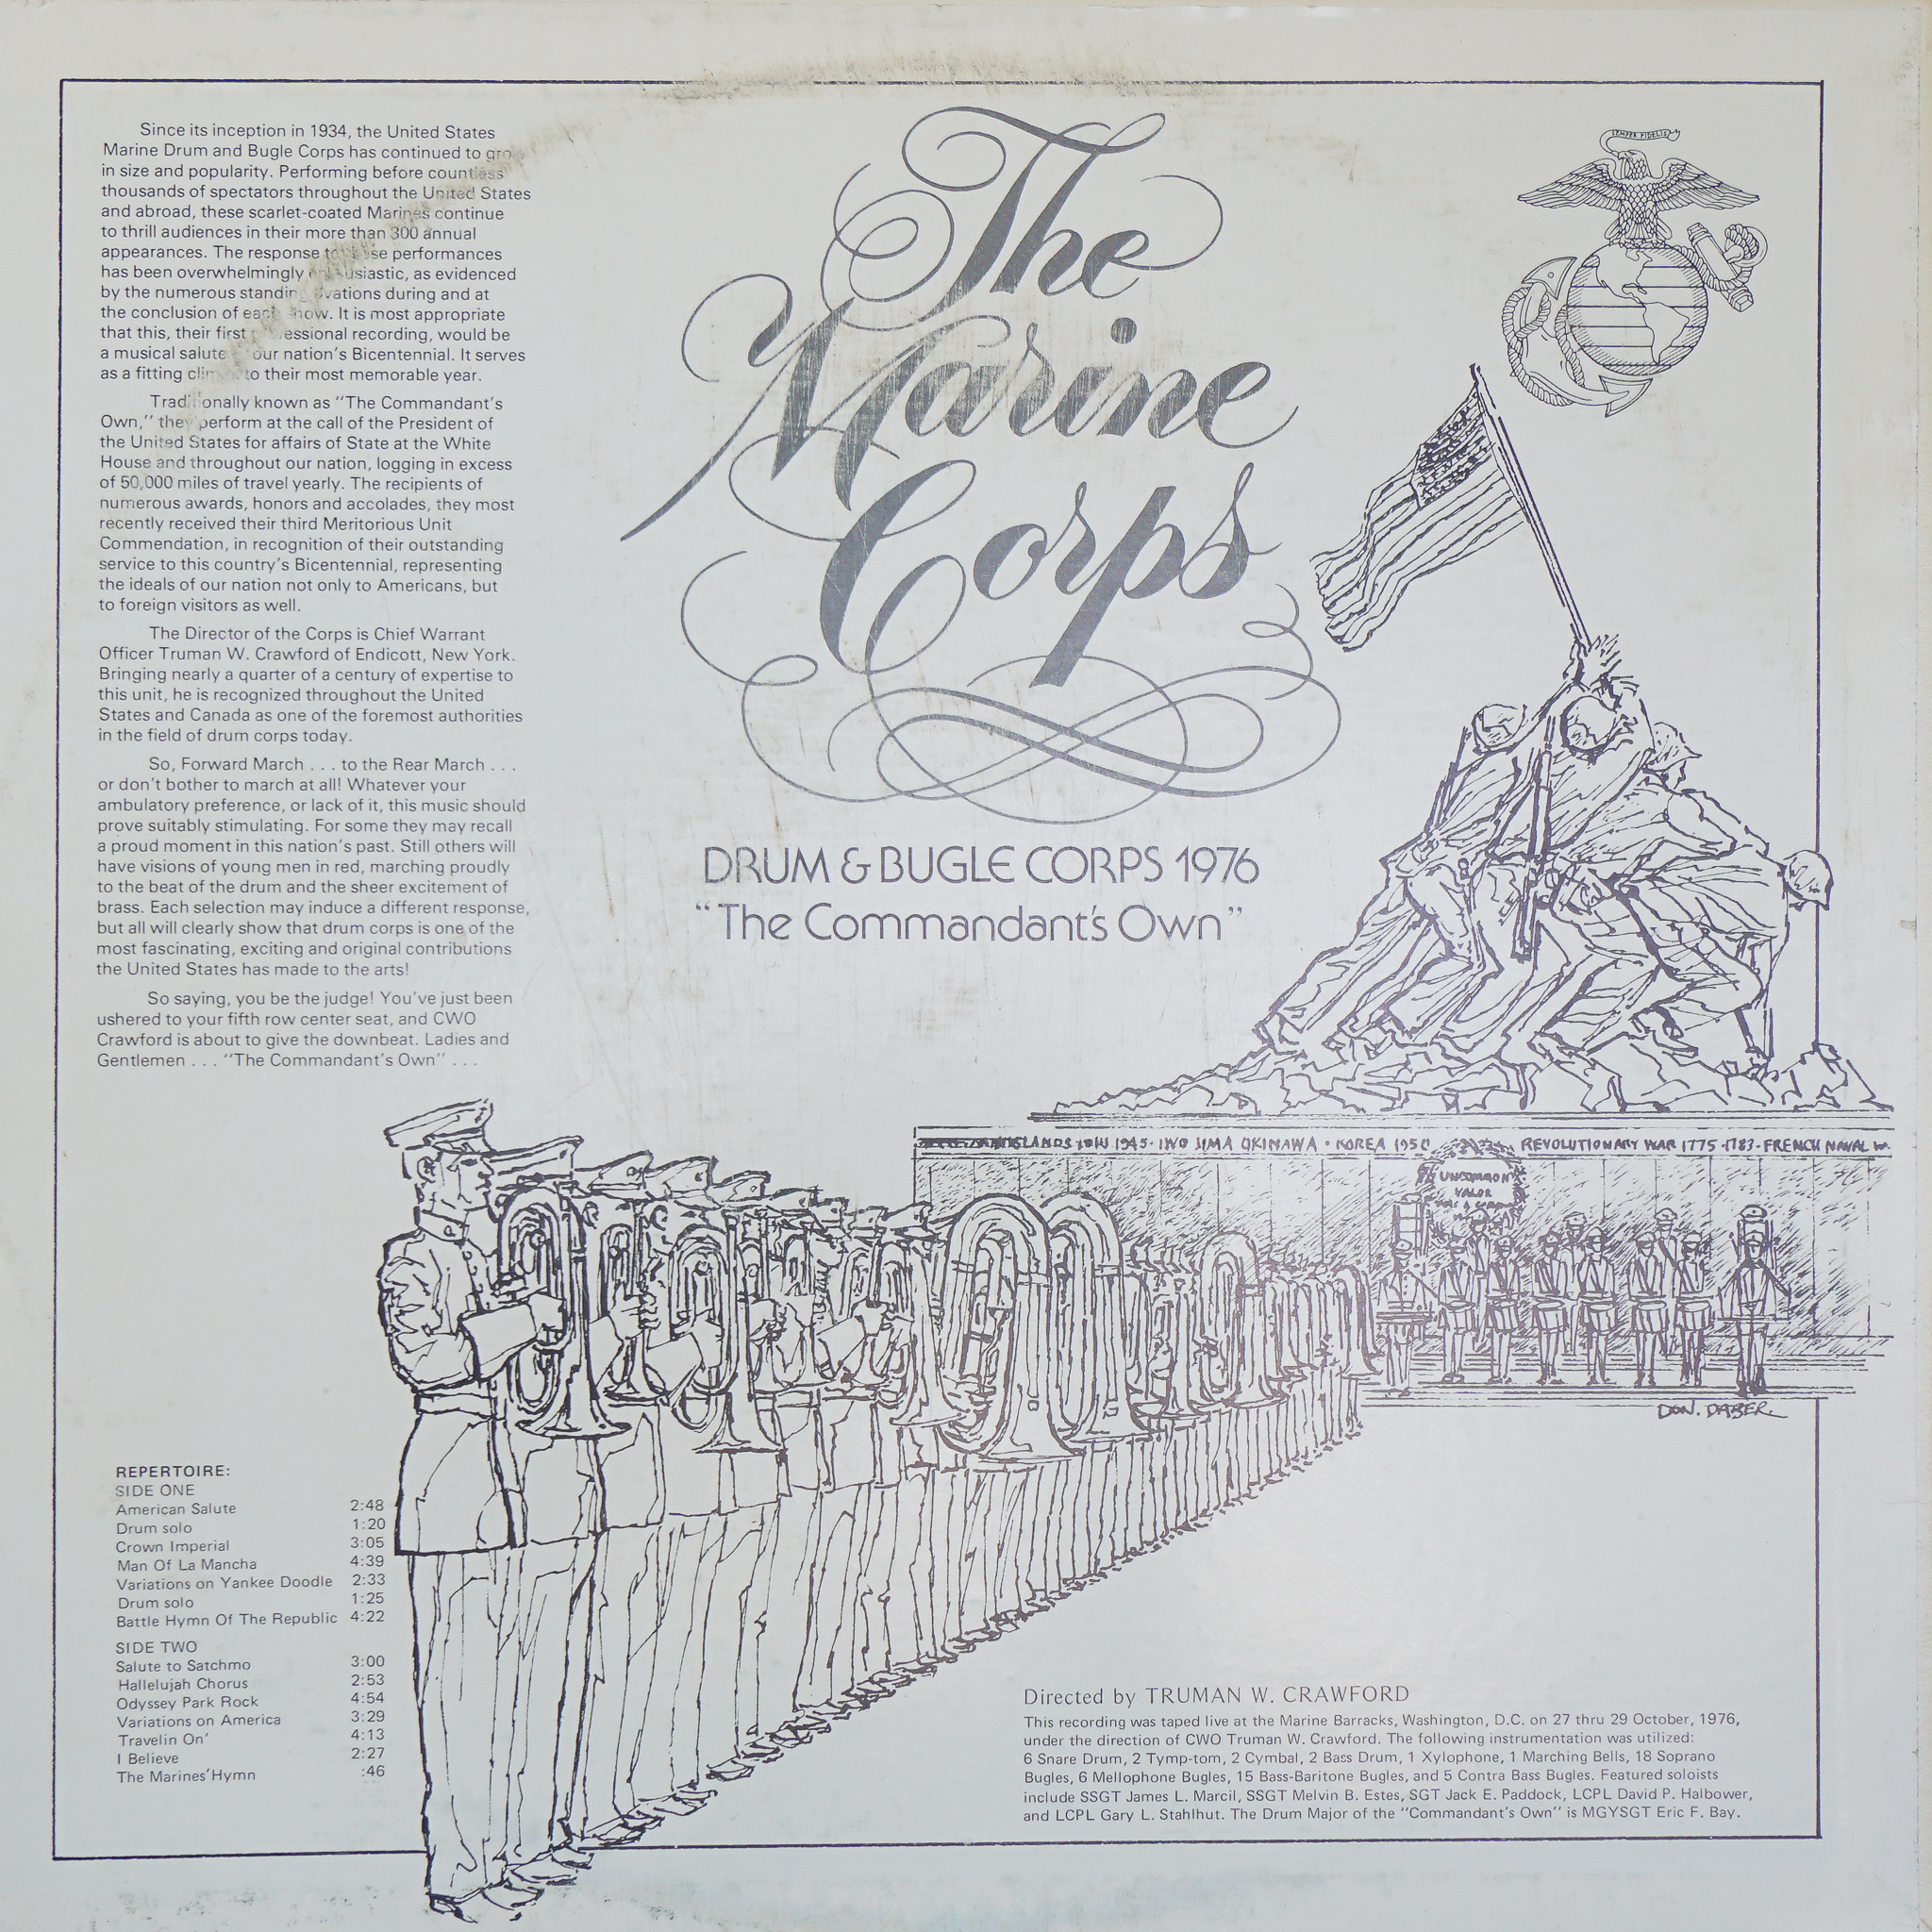 Since its inception in 1934, the United States
Marine Drum and Bugle Corps has continued to
in size and popularity. Performing before countless
thousands of spectators throughout the United States
and abroad, these scarlet-coated Marines continue
to thrill audiences in their more than 300 annual
appearances. The response to these performances
has been overwhelmingly enthusiastic, as evidenced
by the numerous standing ovations during and at
the conclusion of each show. It is most appropriate
that this, their first professional recording, would be
a musical salute our nation's Bicentennial. It serves
as a fitting climax to their most memorable year.
Traditionally known as "The Commandant's
Own," they perform at the call of the President of
the United States for affairs of State at the White
House and throughout our nation, logging in excess
of 50,000 miles of travel yearly. The recipients of
numerous awards, honors and accolades, they most
recently received their third Meritorious Unit
Commendation, in recognition of their outstanding
service to this country's Bicentennial, representing
the ideals of our nation not only to Americans, but
to foreign visitors as well.
The Director of the Corps is Chief Warrant
Officer Truman W. Crawford of Endicott, New York.
Bringing nearly a quarter of a century of expertise to
this unit, he is recognized throughout the United
States and Canada as one of the foremost authorities
in the field of drum corps today.
So, Forward March . . . to the Rear March . . .
or don't bother to march at all! Whatever your
ambulatory preference, or lack of it, this music should
prove suitably stimulating. For some they may recall
a proud moment in this nation's past. Still others will
have visions of young men in red, marching proudly
to the beat of the drum and the sheer excitement of
brass. Each selection may induce a different response,
but all will clearly show that drum corps is one of the
most fascinating, exciting and original contributions
the United States has made to the arts!
So saying, you be the judge! You've just been
ushered to your fifth row center seat, and CWO
Crawford is about to give the downbeat. Ladies and
Gentlemen . . . "The Commandant's Own" . . .
The
Marine
Corps
DRUM & BUGLE CORPS 1976
"The Commandant's Own"
SEMPER FIDELIS
1945 · IWO JIMA OKINAWA · KOREA 1950
REVOLUTIONARY WAR 1775-1783 · FRENCH NAVAL W
UNCOMMON
VALOR
DON. DABER
REPERTOIRE:
SIDE ONE
American Salute 2:48
Drum solo 1:20
Crown Imperial 3:05
Man Of La Mancha 4:39
Variations on Yankee Doodle 2:33
Drum solo 1:25
Battle Hymn Of The Republic 4:22
SIDE TWO
Salute to Satchmo 3:00
Hallelujah Chorus 2:53
Odyssey Park Rock 4:54
Variations on America 3:29
Travelin On' 4:13
I Believe 2:27
The Marines'Hymn :46
Directed by TRUMAN W. CRAWFORD
This recording was taped live at the Marine Barracks, Washington, D.C. on 27 thru 29 October, 1976,
under the direction of CWO Truman W. Crawford. The following instrumentation was utilized:
6 Snare Drum, 2 Tymp-tom, 2 Cymbal, 2 Bass Drum, 1 Xylophone, 1 Marching Bells, 18 Soprano
Bugles, 6 Mellophone Bugles, 15 Bass-Baritone Bugles, and 5 Contra Bass Bugles. Featured soloists
include SSGT James L. Marcil, SSGT Melvin B. Estes, SGT Jack E. Paddock, LCPL David P. Halbower,
and LCPL Gary L. Stahlhut. The Drum Major of the "Commandant's Own" is MGYSGT Eric F. Bay.